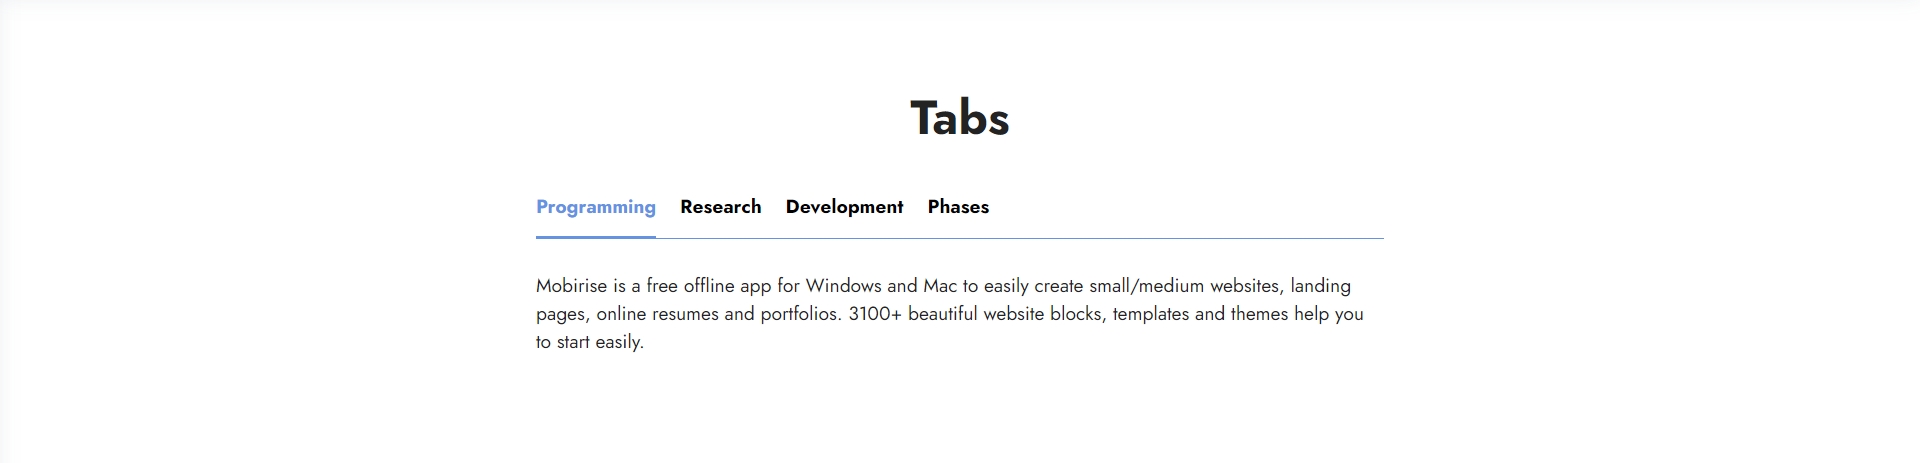 Tabs
Programming Research Development Phases
Mobirise is a free offline app for Windows and Mac to easily create small/medium websites, landing
pages, online resumes and portfolios. 3100+ beautiful website blocks, templates and themes help you
to start easily.